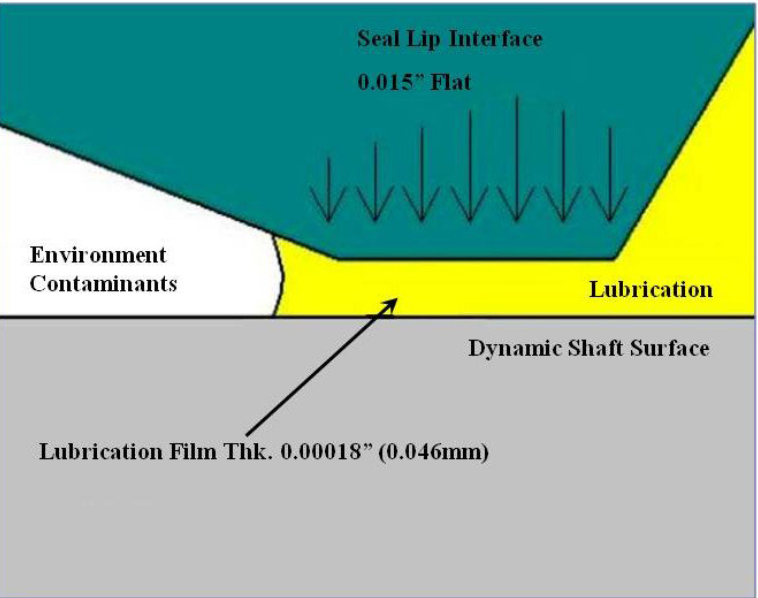 Seal Lip Interface
0.015” Flat
Environment
Contaminants
Lubrication
Dynamic Shaft Surface
Lubrication Film Thk. 0.00018” (0.046mm)